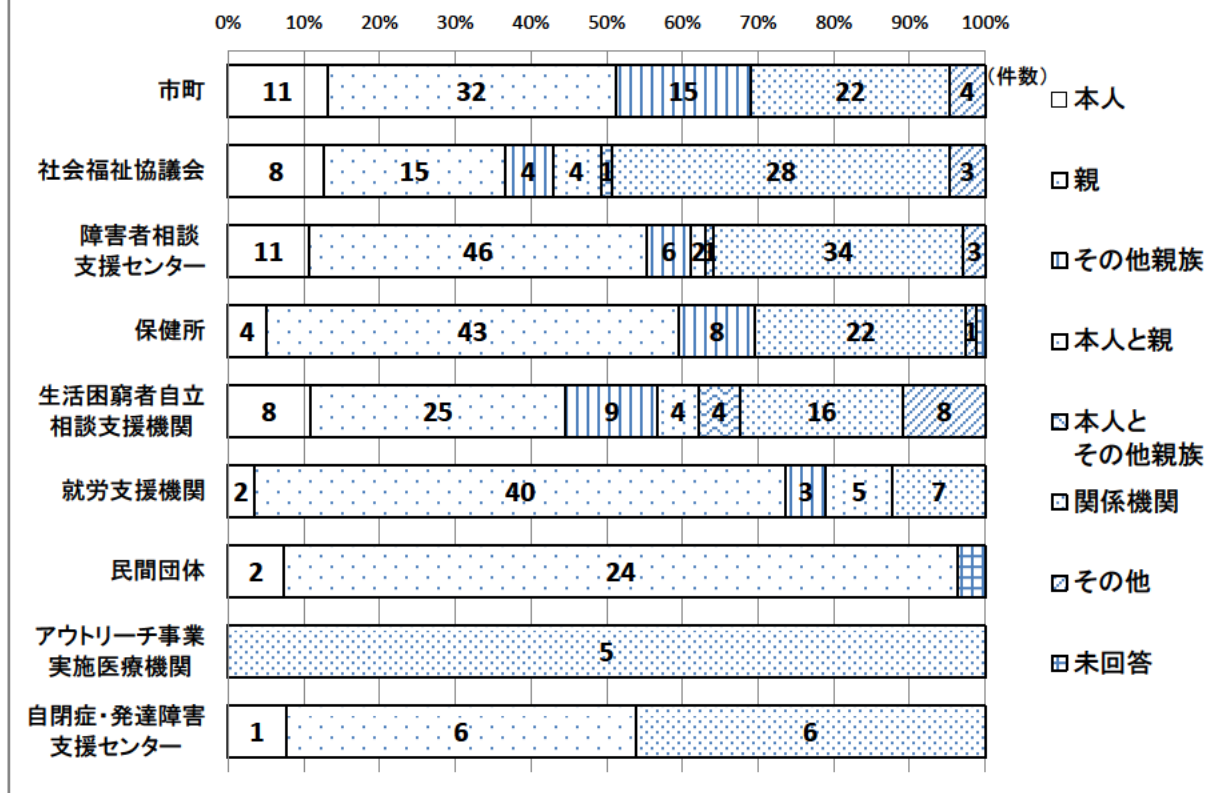 0% 10% 20% 30% 40% 50% 60% 70% 80% 90% 100%
(件数)
市町 11 32 15 22 4
社会福祉協議会 8 15 4 4 1 28 3
障害者相談
支援センター 11 46 6 2 1 34 3
保健所 4 43 8 22 1
生活困窮者自立
相談支援機関 8 25 9 4 4 16 8
就労支援機関 2 40 3 5 7
民間団体 2 24
アウトリーチ事業
実施医療機関 5
自閉症・発達障害
支援センター 1 6 6
本人
親
その他親族
本人と親
本人と
その他親族
関係機関
その他
未回答